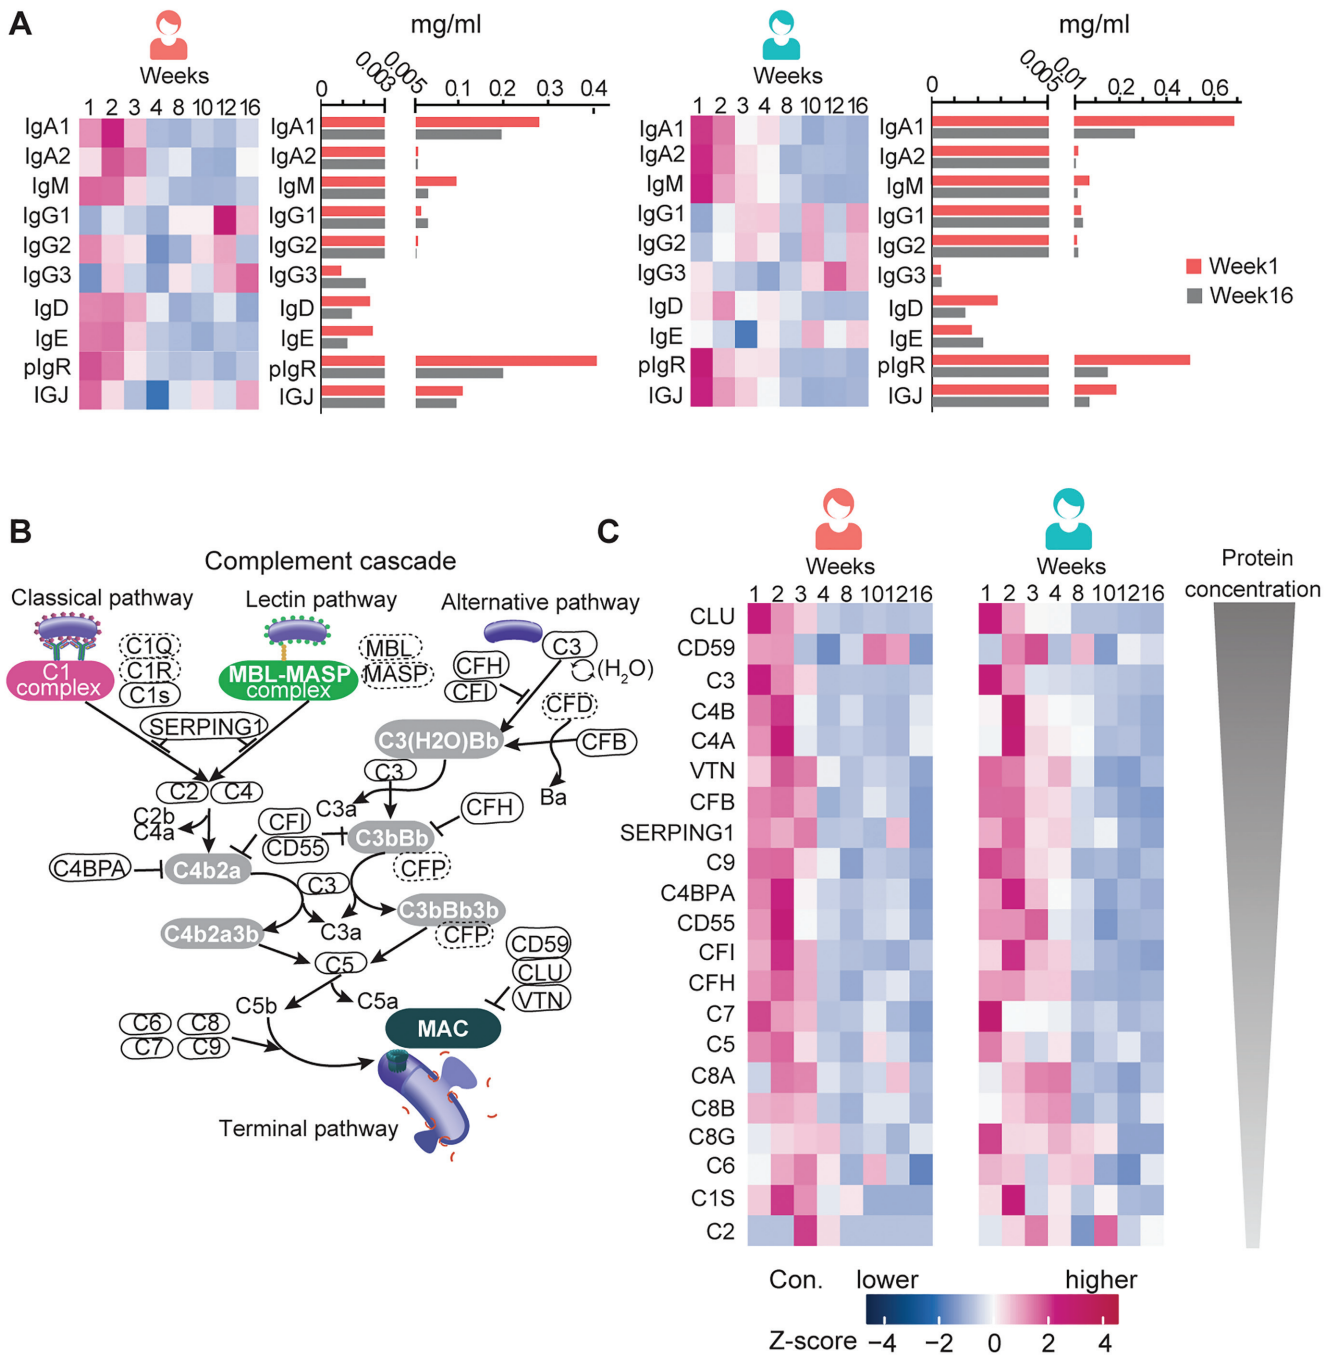 A
mg/ml
mg/ml
Weeks
Weeks
1 2 3 4 8 10 12 16
0 0.003 0.005 0.1 0.2 0.3 0.4
1 2 3 4 8 10 12 16
0 0.005 0.01 0.2 0.4 0.6
IgA1 IgA1 IgA1 IgA1
IgA2 IgA2 IgA2 IgA2
IgM IgM IgM IgM
IgG1 IgG1 IgG1 IgG1
IgG2 IgG2 IgG2 IgG2
IgG3 IgG3 IgG3 IgG3
IgD IgD IgD IgD
IgE IgE IgE IgE
pIgR pIgR pIgR pIgR
IGJ IGJ IGJ IGJ
Week1
Week16
B
Complement cascade
Classical pathway
Lectin pathway
Alternative pathway
C1Q
C1R
C1s
C1
complex
MBL-MASP
complex
MBL
MASP
CFH
CFI
C3
(H2O)
SERPING1
CFD
C3(H2O)Bb
CFB
C3
C2 C4
C2b
C4a
C3a
Ba
CFI
CD55
CFH
C3bBb
C4BPA
C4b2a
CFP
C3
C3bBb3b
C4b2a3b
C3a
CFP
CD59
CLU
VTN
C5
C5b
C5a
C6 C8
C7 C9
MAC
Terminal pathway
C
Weeks
Weeks
Protein
concentration
1 2 3 4 8 10 12 16
1 2 3 4 8 10 12 16
CLU
CD59
C3
C4B
C4A
VTN
CFB
SERPING1
C9
C4BPA
CD55
CFI
CFH
C7
C5
C8A
C8B
C8G
C6
C1S
C2
Con. lower higher
Z-score −4 −2 0 2 4